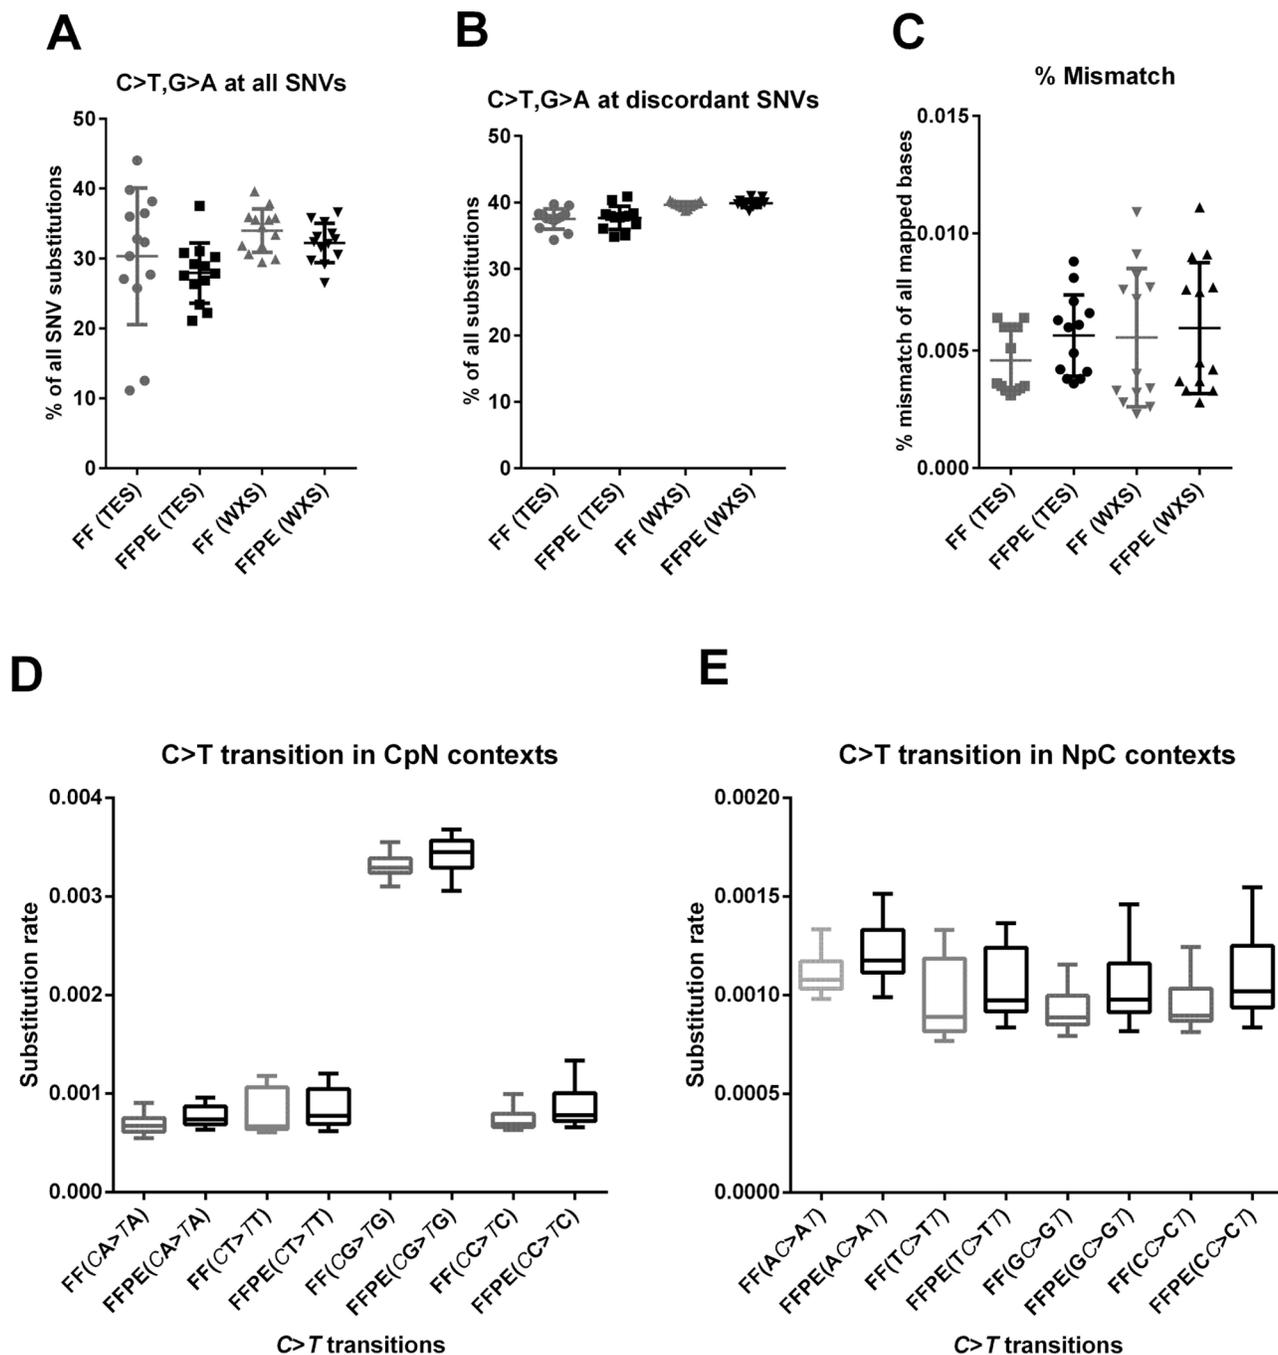 A
C>T,G>A at all SNVs
% of all SNV substitutions
50
40
30
20
10
0
FF (TES)
FFPE (TES)
FF (WXS)
FFPE (WXS)
B
C>T,G>A at discordant SNVs
% of all substitutions
50
40
30
20
10
0
FF (TES)
FFPE (TES)
FF (WXS)
FFPE (WXS)
C
% Mismatch
% mismatch of all mapped bases
0.015
0.010
0.005
0.000
FF (TES)
FFPE (TES)
FF (WXS)
FFPE (WXS)
D
C>T transition in CpN contexts
Substitution rate
0.004
0.003
0.002
0.001
0.000
FF(CA>TA)
FFPE(CA>TA)
FF(CT>TT)
FFPE(CT>TT)
FF(CG>TG)
FFPE(CG>TG)
FF(CC>TC)
FFPE(CC>TC)
C>T transitions
E
C>T transition in NpC contexts
Substitution rate
0.0020
0.0015
0.0010
0.0005
0.0000
FF(AC>AT)
FFPE(AC>AT)
FF(TC>TT)
FFPE(TC>TT)
FF(GC>GT)
FFPE(GC>GT)
FF(CC>CT)
FFPE(CC>CT)
C>T transitions